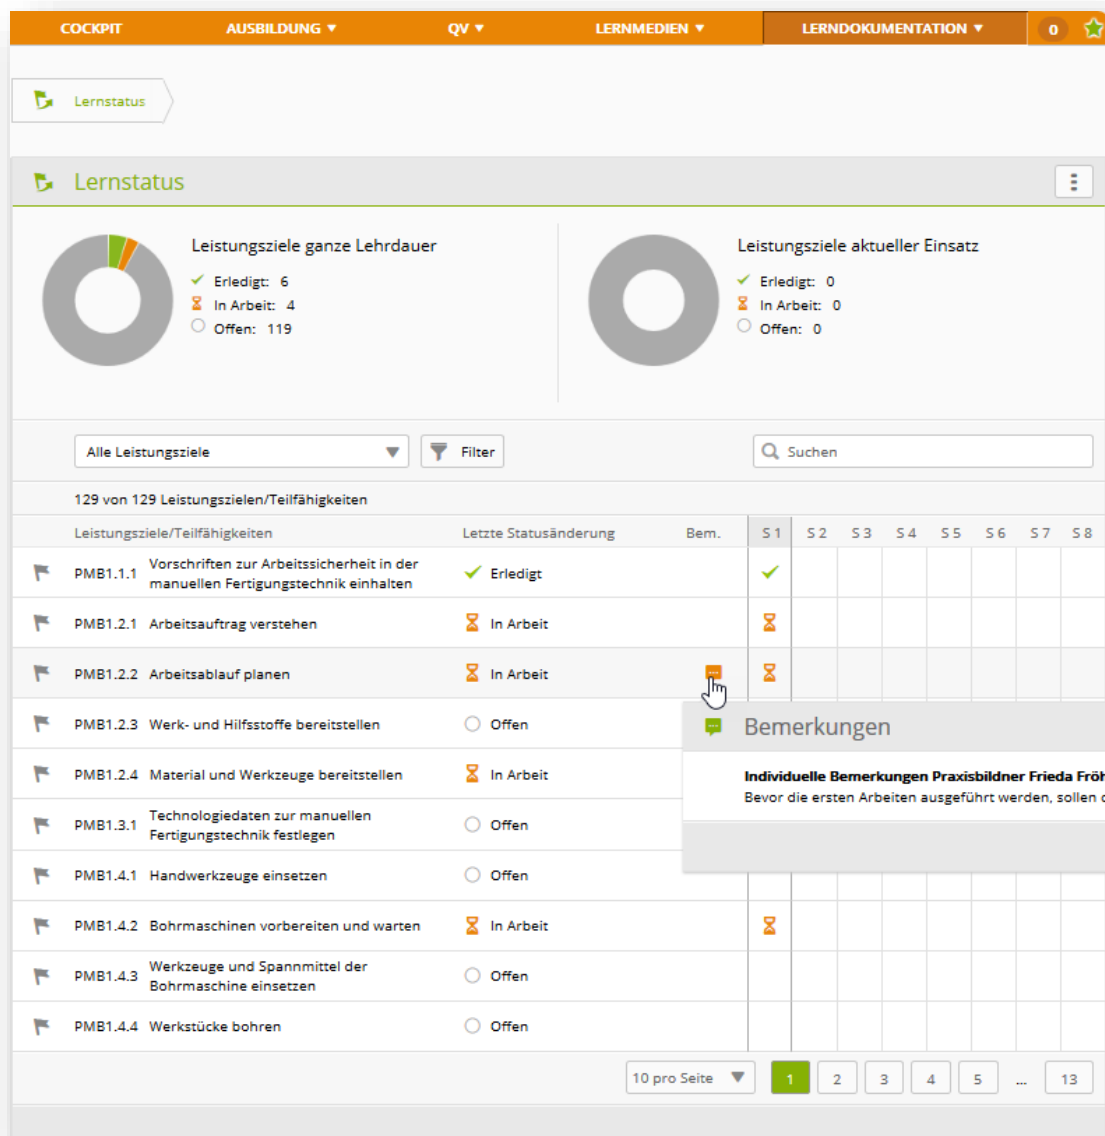 COCKPIT AUSBILDUNG QV LERNMEDIEN LERNDOKUMENTATION 0
Lernstatus
Lernstatus
Leistungsziele ganze Lehrdauer
Erledigt: 6
In Arbeit: 4
Offen: 119
Leistungsziele aktueller Einsatz
Erledigt: 0
In Arbeit: 0
Offen: 0
Alle Leistungsziele Filter Suchen
129 von 129 Leistungszielen/Teilfähigkeiten
Leistungsziele/Teilfähigkeiten Letzte Statusänderung Bem. S 1 S 2 S 3 S 4 S 5 S 6 S 7 S 8
PMB1.1.1 Vorschriften zur Arbeitssicherheit in der
manuellen Fertigungstechnik einhalten Erledigt
PMB1.2.1 Arbeitsauftrag verstehen In Arbeit
PMB1.2.2 Arbeitsablauf planen In Arbeit
PMB1.2.3 Werk- und Hilfsstoffe bereitstellen Offen
Bemerkungen
PMB1.2.4 Material und Werkzeuge bereitstellen In Arbeit
Individuelle Bemerkungen Praxisbildner Frieda
Bevor die ersten Arbeiten ausgeführt werden, sollen
PMB1.3.1 Technologiedaten zur manuellen
Fertigungstechnik festlegen Offen
PMB1.4.1 Handwerkzeuge einsetzen Offen
PMB1.4.2 Bohrmaschinen vorbereiten und warten In Arbeit
PMB1.4.3 Werkzeuge und Spannmittel der
Bohrmaschine einsetzen Offen
PMB1.4.4 Werkstücke bohren Offen
10 pro Seite 1 2 3 4 5 ... 13